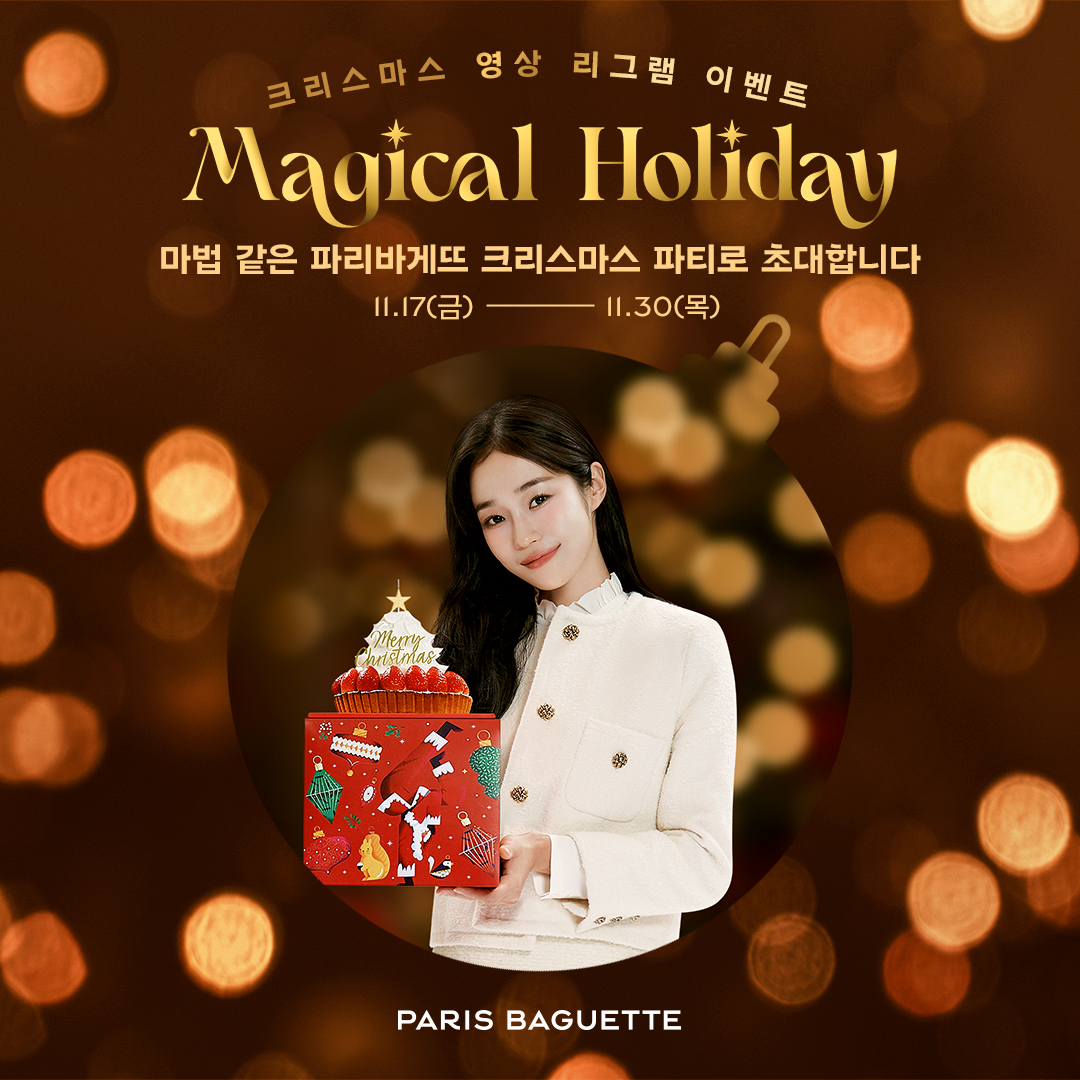 크리스마스 영상 리그램 이벤트
Magical Holiday
마법 같은 파리바게뜨 크리스마스 파티로 초대합니다
11.17(금) 11.30(목)
Merry
Christmas
PARIS BAGUETTE